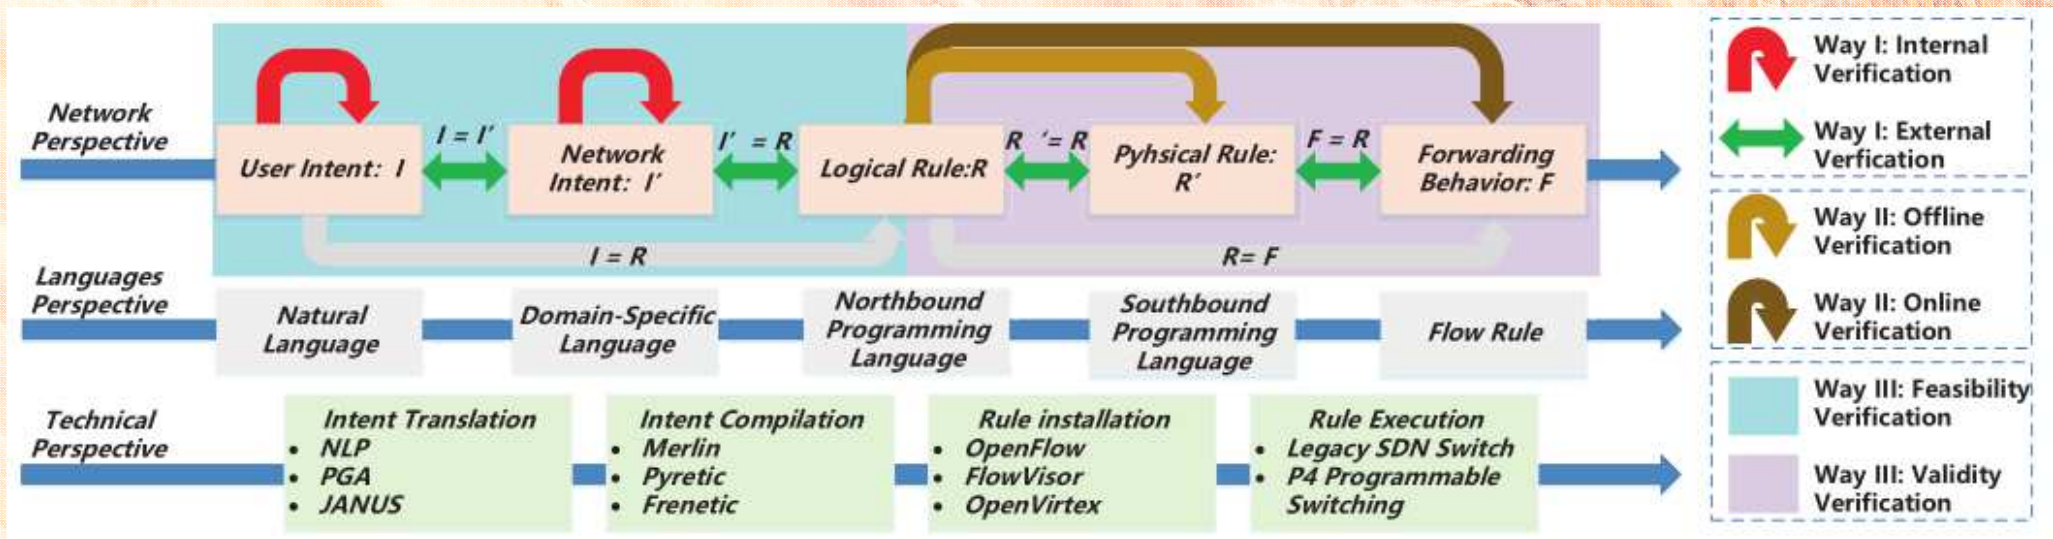 Network
Perspective
User Intent: I
I = I'
Network
Intent: I'
I' = R
Logical Rule:R
R '= R
Pyhsical Rule:
R'
F = R
Forwarding
Behavior: F
I = R
R= F
Languages
Perspective
Natural
Language
Domain-Specific
Language
Northbound
Programming
Language
Southbound
Programming
Language
Flow Rule
Technical
Perspective
Intent Translation
• NLP
• PGA
• JANUS
Intent Compilation
• Merlin
• Pyretic
• Frenetic
Rule installation
• OpenFlow
• FlowVisor
• OpenVirtex
Rule Execution
• Legacy SDN Switch
• P4 Programmable
Switching
Way I: Internal
Verification
Way I: External
Verfication
Way II: Offline
Verification
Way II: Online
Verification
Way III: Feasibility
Verification
Way III: Validity
Verification